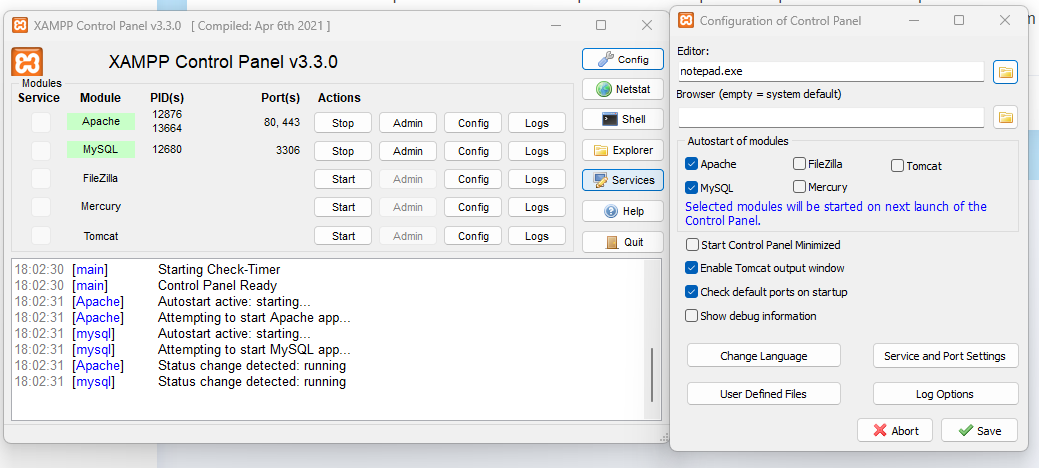 XAMPP Control Panel v3.3.0 [ Compiled: Apr 6th 2021 ]
XAMPP Control Panel v3.3.0
Config
Modules
Service Module PID(s) Port(s) Actions
Netstat
Apache 12876 13664 80, 443 Stop Admin Config Logs
Shell
MySQL 12680 3306 Stop Admin Config Logs
Explorer
FileZilla Start Admin Config Logs
Services
Mercury Start Admin Config Logs
Help
Tomcat Start Admin Config Logs
Quit
18:02:30 [main] Starting Check-Timer
18:02:30 [main] Control Panel Ready
18:02:31 [Apache] Autostart active: starting...
18:02:31 [Apache] Attempting to start Apache app...
18:02:31 [mysql] Autostart active: starting...
18:02:31 [mysql] Attempting to start MySQL app...
18:02:31 [Apache] Status change detected: running
18:02:31 [mysql] Status change detected: running
Configuration of Control Panel
Editor:
notepad.exe
Browser (empty = system default)
Autostart of modules
Apache FileZilla Tomcat
MySQL Mercury
Selected modules will be started on next launch of the
Control Panel.
Start Control Panel Minimized
Enable Tomcat output window
Check default ports on startup
Show debug information
Change Language Service and Port Settings
User Defined Files Log Options
Abort Save